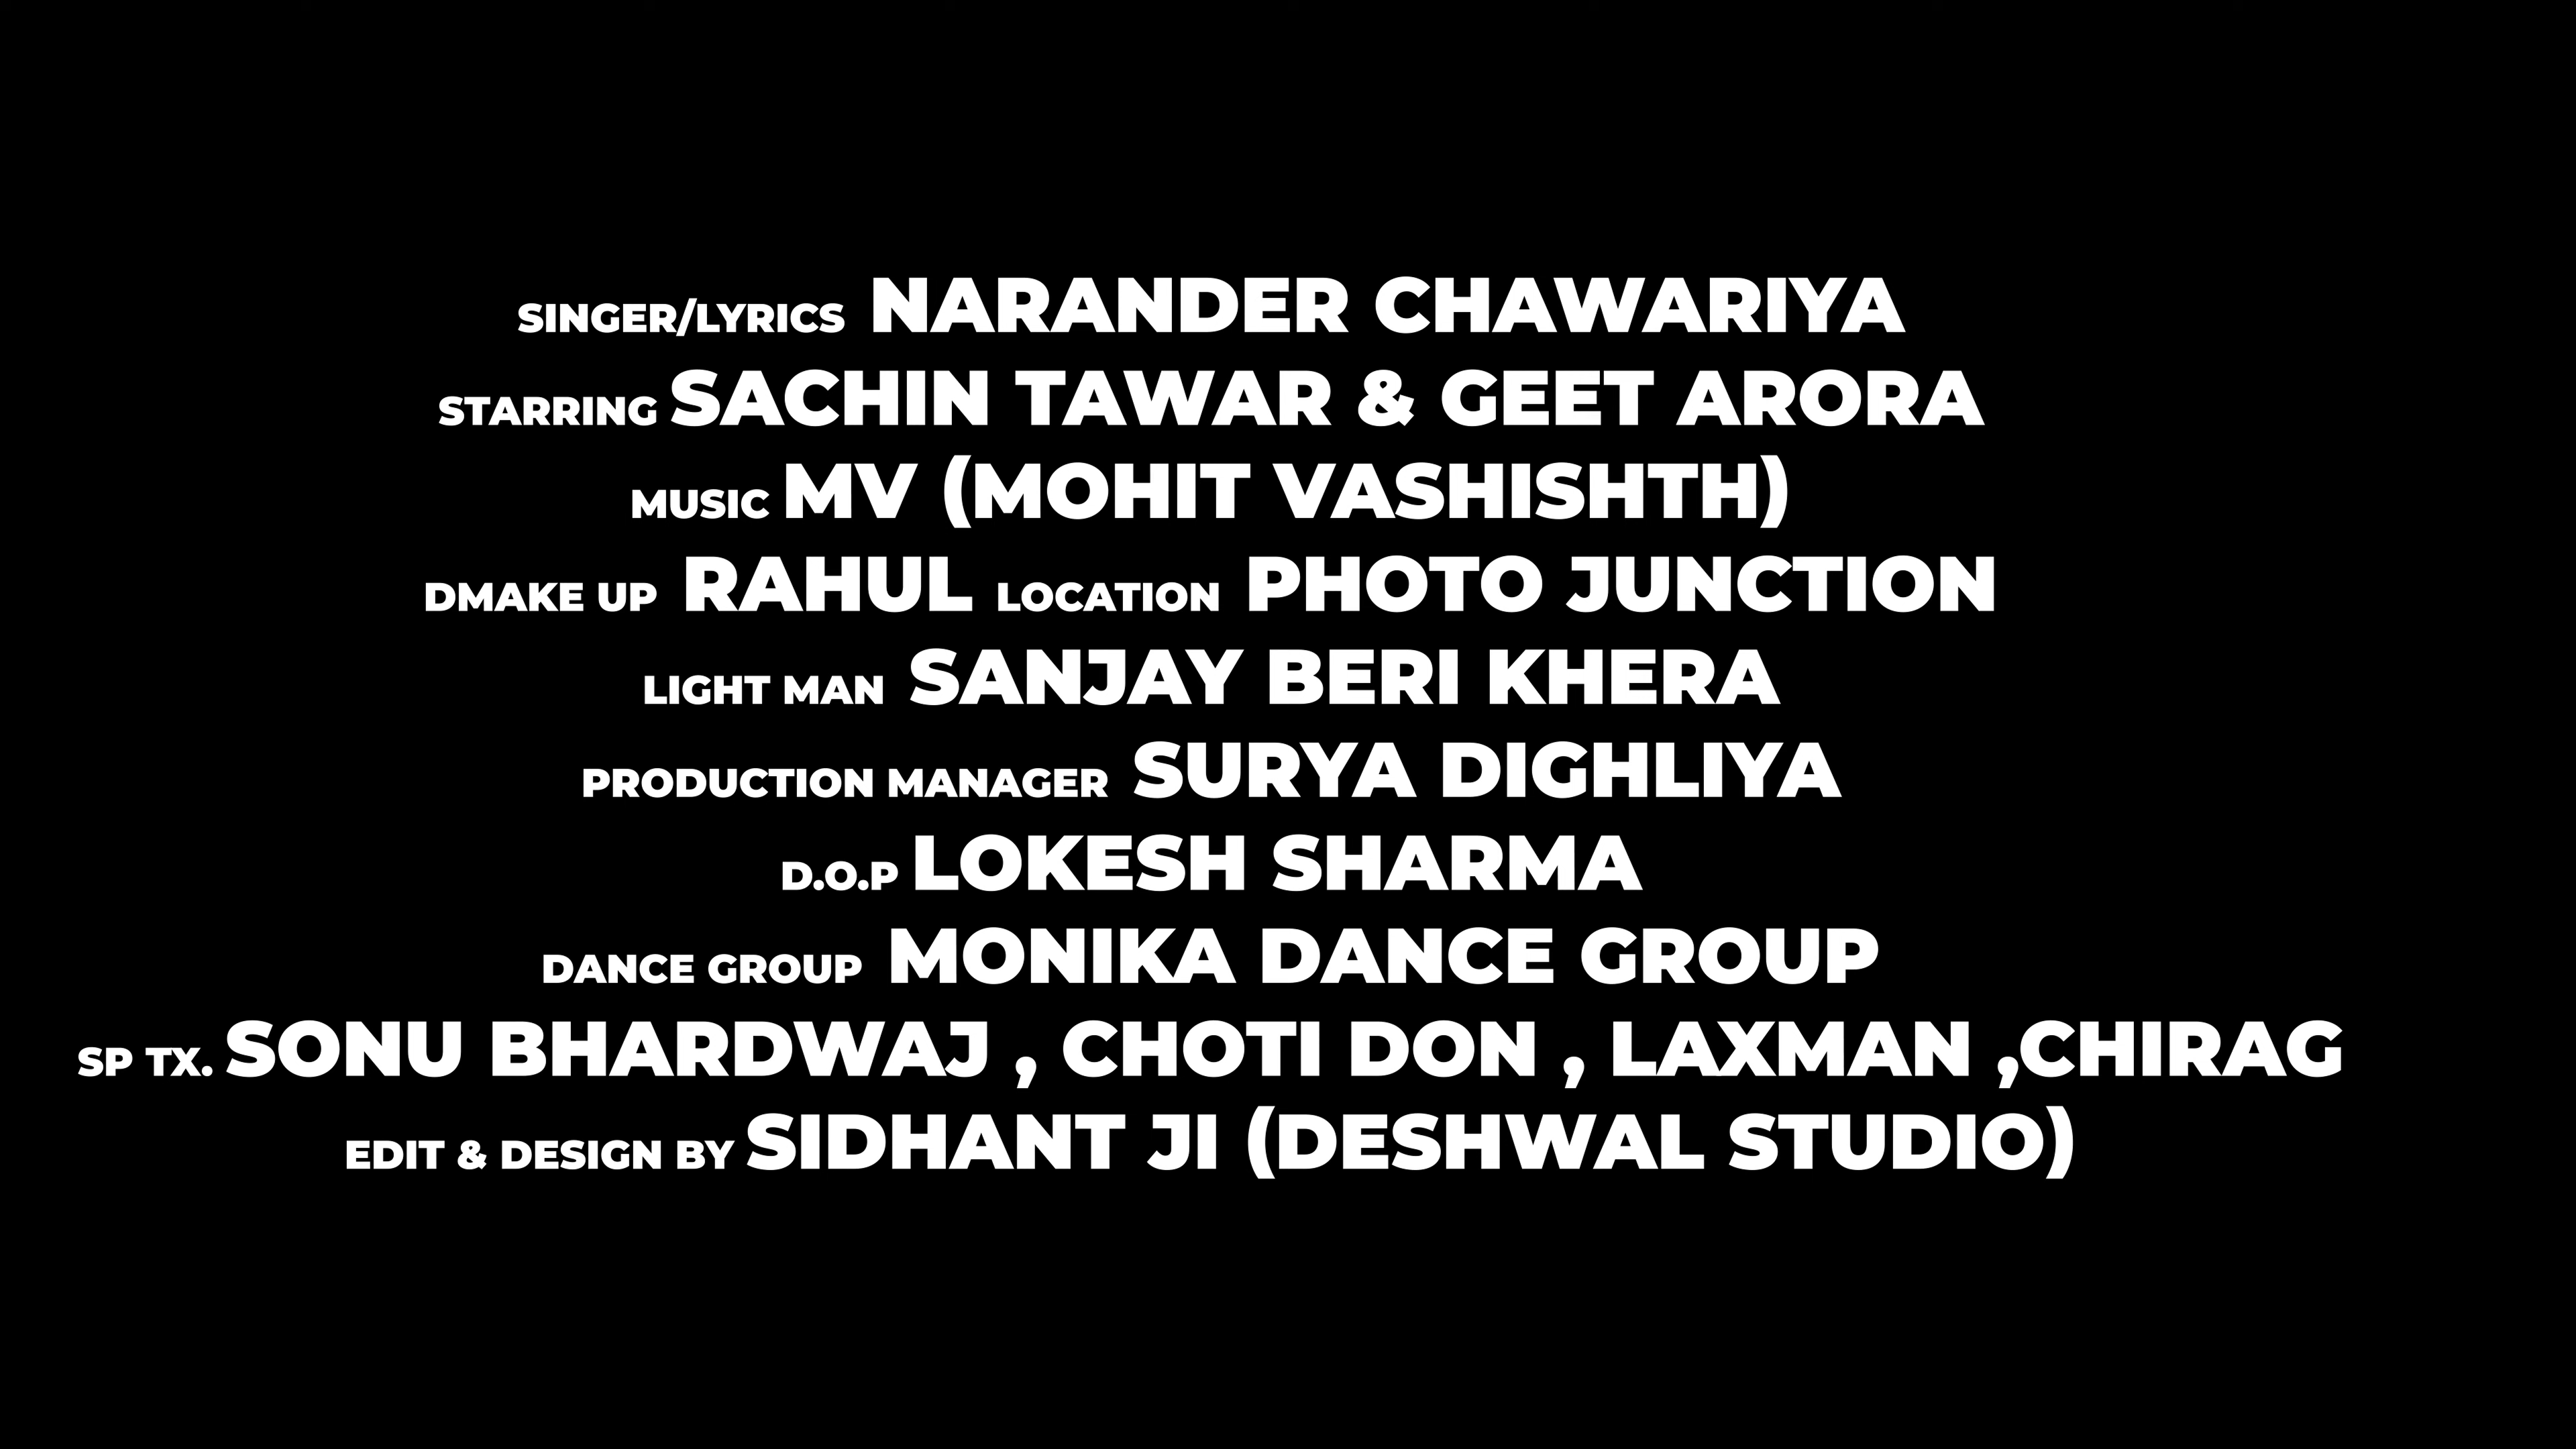 SINGER/LYRICS NARANDER CHAWARIYA
STARRING SACHIN TAWAR & GEET ARORA
MUSIC MV (MOHIT VASHISHTH)
DMAKE UP RAHUL LOCATION PHOTO JUNCTION
LIGHT MAN SANJAY BERI KHERA
PRODUCTION MANAGER SURYA DIGHLIYA
D.O.P LOKESH SHARMA
DANCE GROUP MONIKA DANCE GROUP
SP TX. SONU BHARDWAJ , CHOTI DON , LAXMAN ,CHIRAG
EDIT & DESIGN BY SIDHANT JI (DESHWAL STUDIO)